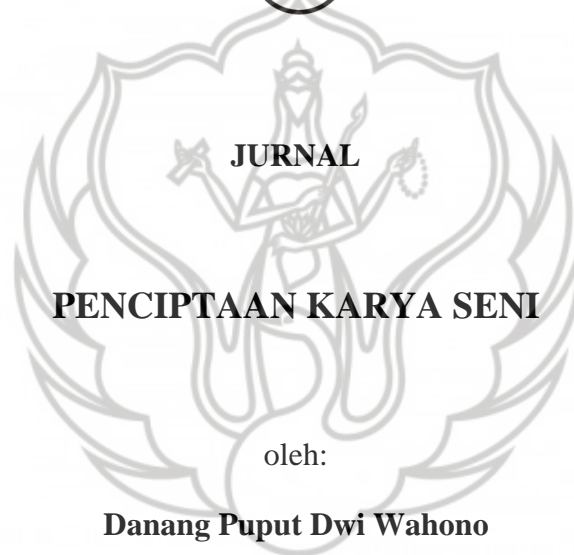 JURNAL
PENCIPTAAN KARYA SENI
oleh:
Danang Puput Dwi Wahono